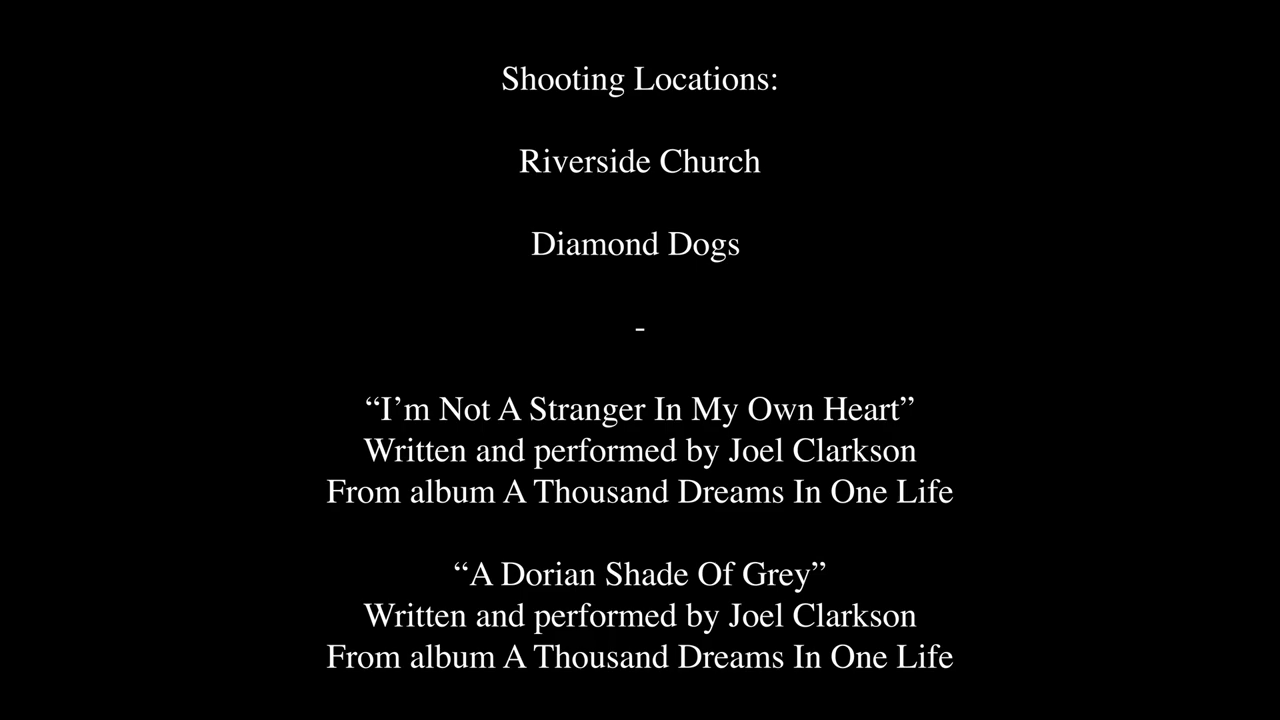 Shooting Locations:
Riverside Church
Diamond Dogs
-
“I’m Not A Stranger In My Own Heart”
Written and performed by Joel Clarkson
From album A Thousand Dreams In One Life
“A Dorian Shade Of Grey”
Written and performed by Joel Clarkson
From album A Thousand Dreams In One Life